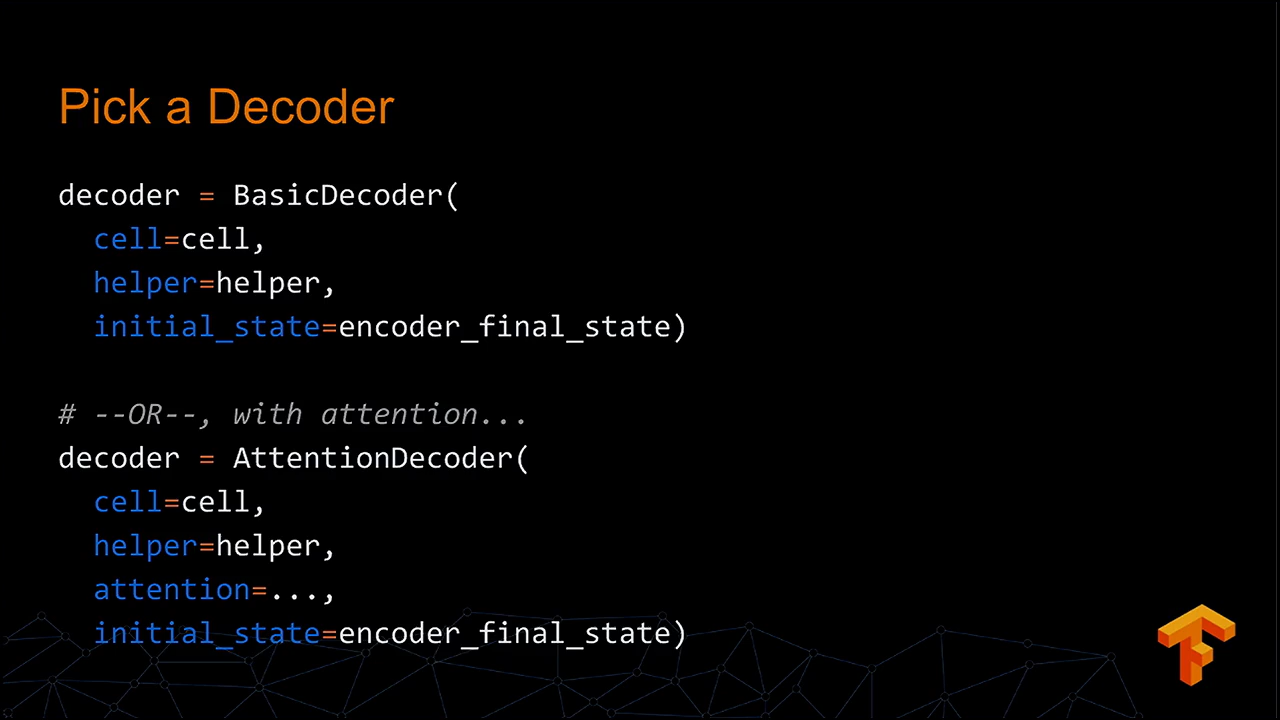 Pick a Decoder
decoder = BasicDecoder(
  cell=cell,
  helper=helper,
  initial_state=encoder_final_state)
# --OR--, with attention...
decoder = AttentionDecoder(
  cell=cell,
  helper=helper,
  attention=...,
  initial_state=encoder_final_state)